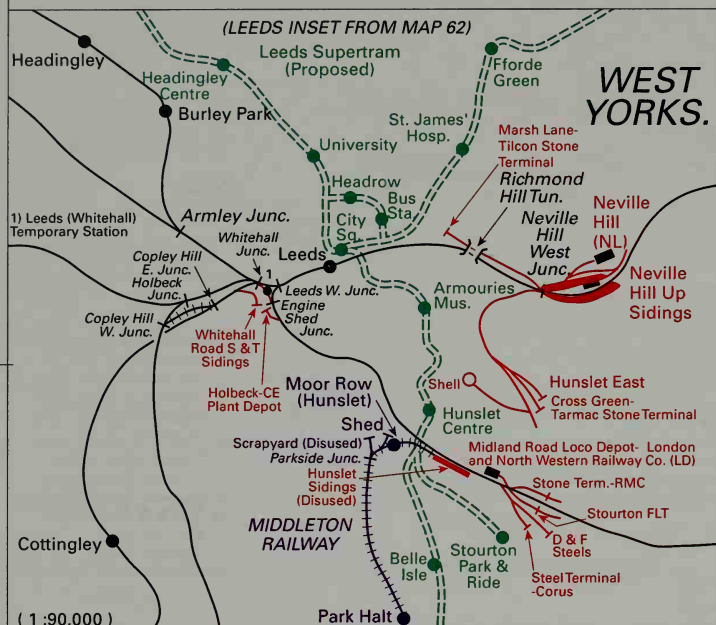 (LEEDS INSET FROM MAP 62)
Headingley
Leeds Supertram
(Proposed)
Fforde
Green
WEST
YORKS.
Headingley
Centre
Burley Park
University
St. James'
Hosp.
Marsh Lane-
Tilcon Stone
Terminal
Richmond
Hill Tun.
Headrow
Bus
Sta.
City
Sq.
Neville
Hill
West
Junc.
Neville
Hill
(NL)
1) Leeds (Whitehall)
Temporary Station
Armley Junc.
Whitehall
Junc.
Leeds
Copley Hill
E. Junc.
Holbeck
Junc.
1
Leeds W. Junc.
Engine
Shed
Junc.
Armouries
Mus.
Neville
Hill Up
Sidings
Copley Hill
W. Junc.
Whitehall
Road S & T
Sidings
Holbeck-CE
Plant Depot
Moor Row
(Hunslet)
Shell
Hunslet East
Cross Green-
Tarmac Stone Terminal
Shed
Hunslet
Centre
Scrapyard (Disused)
Parkside Junc.
Hunslet
Sidings
(Disused)
Midland Road Loco Depot- London
and North Western Railway Co. (LD)
Stone Term.-RMC
Stourton FLT
D & F
Steels
MIDDLETON
RAILWAY
Cottingley
Belle
Isle
Stourton
Park &
Ride
Steel Terminal
-Corus
Park Halt
( 1:90,000 )